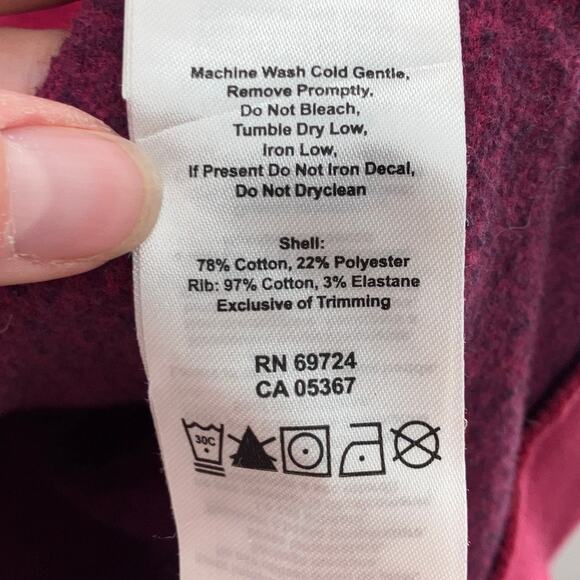 Machine Wash Cold Gentle,
Remove Promptly,
Do Not Bleach,
Tumble Dry Low,
Iron Low,
If Present Do Not Iron Decal,
Do Not Dryclean
Shell:
78% Cotton, 22% Polyester
Rib: 97% Cotton, 3% Elastane
Exclusive of Trimming
RN 69724
CA 05367
30C